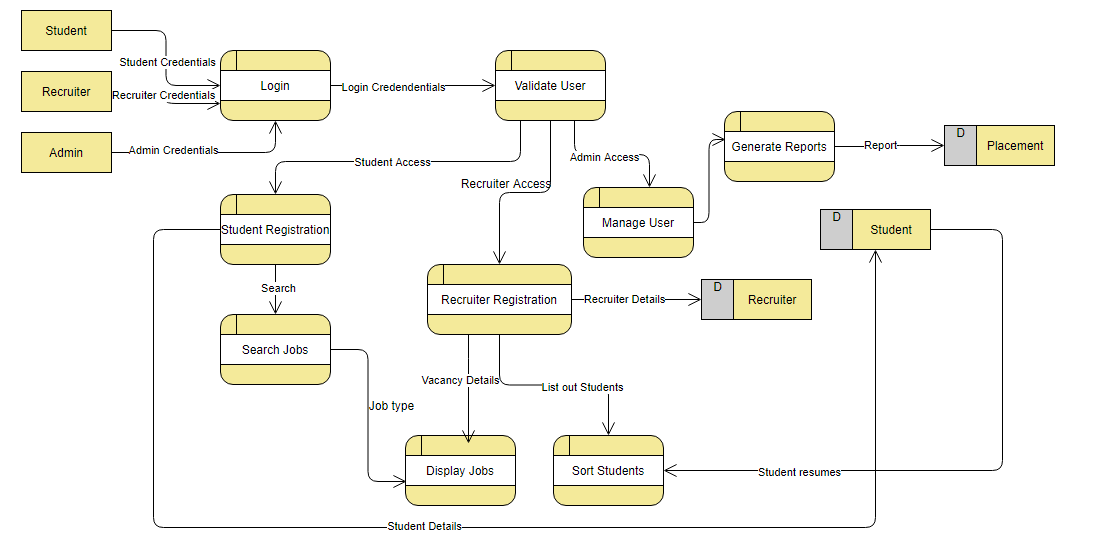 Student
Student Credentials
Login
Login Credendentials
Validate User
Recruiter
Recruiter Credentials
Admin
Admin Credentials
Student Access
Recruiter Access
Admin Access
Generate Reports
Report
D
Placement
Manage User
D
Student
Student Registration
Search
Recruiter Registration
Recruiter Details
D
Recruiter
Search Jobs
Vacancy Details
List out Students
Job type
Display Jobs
Sort Students
Student resumes
Student Details